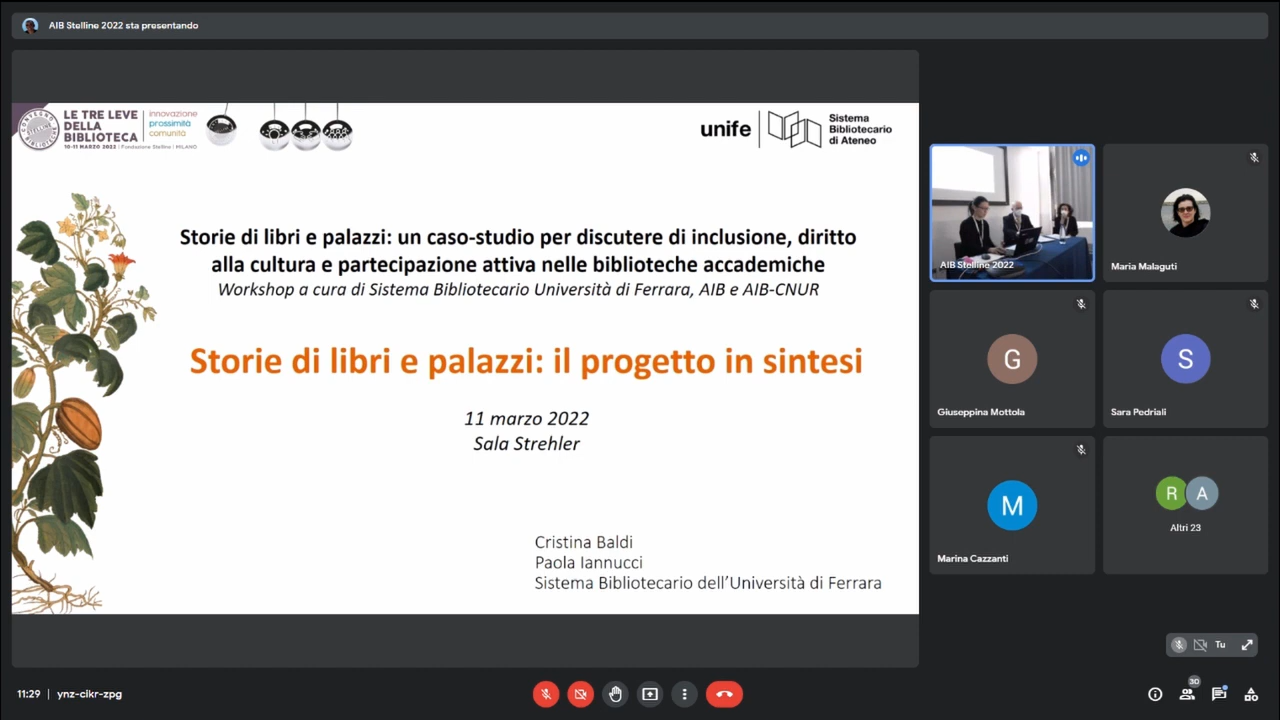 AIB Stelline 2022 sta presentando
LE TRE LEVE
DELLA
BIBLIOTECA
10-11 MARZO 2022 | Fondazione Stelline | MILANO
innovazione
prossimità
comunità
unife
Sistema
Bibliotecario
di Ateneo
Storie di libri e palazzi: un caso-studio per discutere di inclusione, diritto
alla cultura e partecipazione attiva nelle biblioteche accademiche
Workshop a cura di Sistema Bibliotecario Università di Ferrara, AIB e AIB-CNUR
Storie di libri e palazzi: il progetto in sintesi
11 marzo 2022
Sala Strehler
Cristina Baldi
Paola Iannucci
Sistema Bibliotecario dell'Università di Ferrara
AIB Stelline 2022
Maria Malaguti
G
Giuseppina Mottola
S
Sara Pedriali
M
Marina Cazzanti
R
A
Altri 23
Tu
11:29 | ynz-cikr-zpg
30